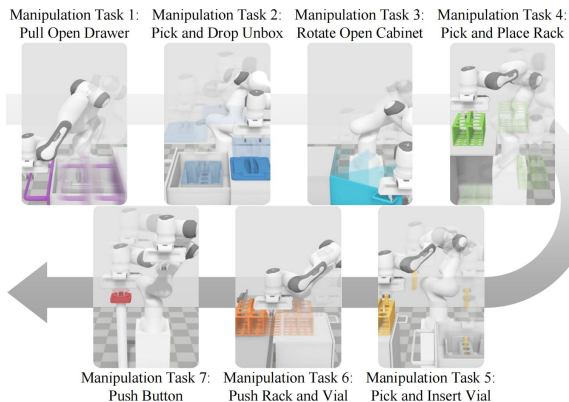 Manipulation Task 1:
Pull Open Drawer
Manipulation Task 2:
Pick and Drop Unbox
Manipulation Task 3:
Rotate Open Cabinet
Manipulation Task 4:
Pick and Place Rack
Manipulation Task 7:
Push Button
Manipulation Task 6:
Push Rack and Vial
Manipulation Task 5:
Pick and Insert Vial